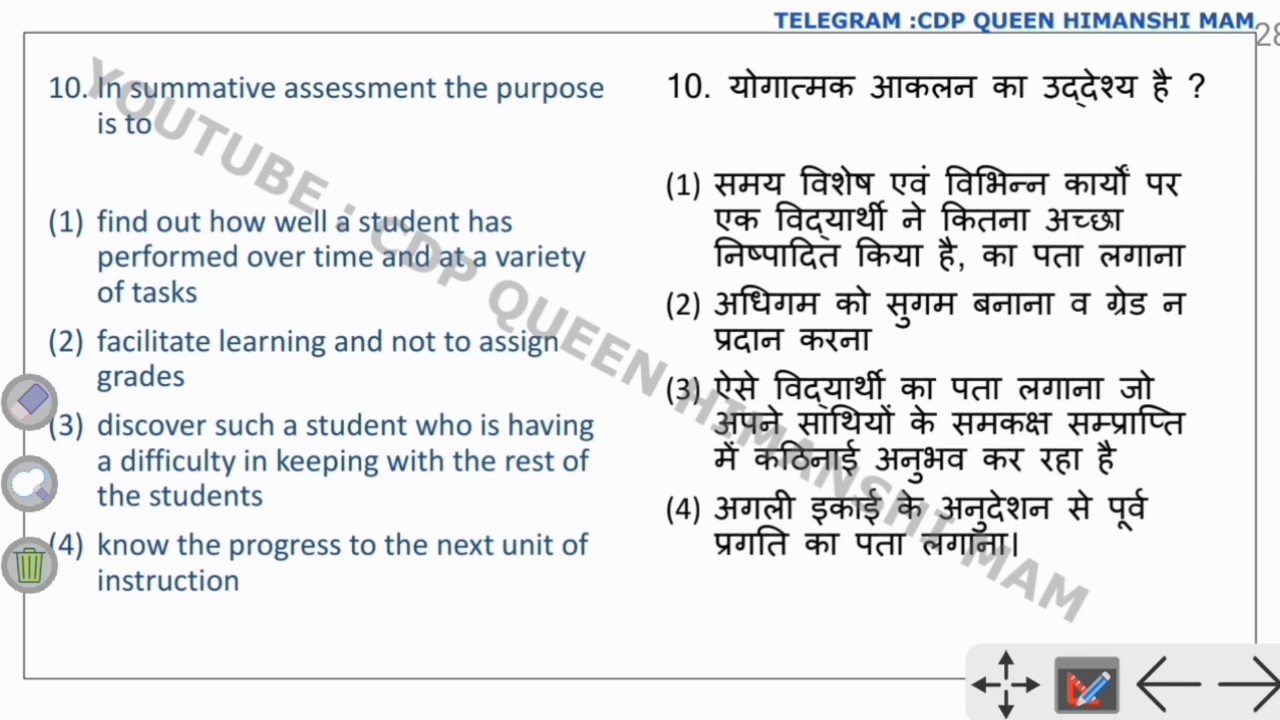 TELEGRAM :CDP QUEEN HIMANSHI MAM
28
10. In summative assessment the purpose
is to
(1) find out how well a student has
performed over time and at a variety
of tasks
(2) facilitate learning and not to assign
grades
(3) discover such a student who is having
a difficulty in keeping with the rest of
the students
(4) know the progress to the next unit of
instruction
10. योगात्मक आकलन का उद्देश्य है ?
(1) समय विशेष एवं विभिन्न कार्यों पर
एक विद्यार्थी ने कितना अच्छा
निष्पादित किया है, का पता लगाना
(2) अधिगम को सुगम बनाना व ग्रेड न
प्रदान करना
(3) ऐसे विद्यार्थी का पता लगाना जो
अपने साथियों के समकक्ष सम्प्राप्ति
में कठिनाई अनुभव कर रहा है
(4) अगली इकाई के अनुदेशन से पूर्व
प्रगति का पता लगाना।
YOUTUBE : CDP QUEEN HIMANSHI MAM